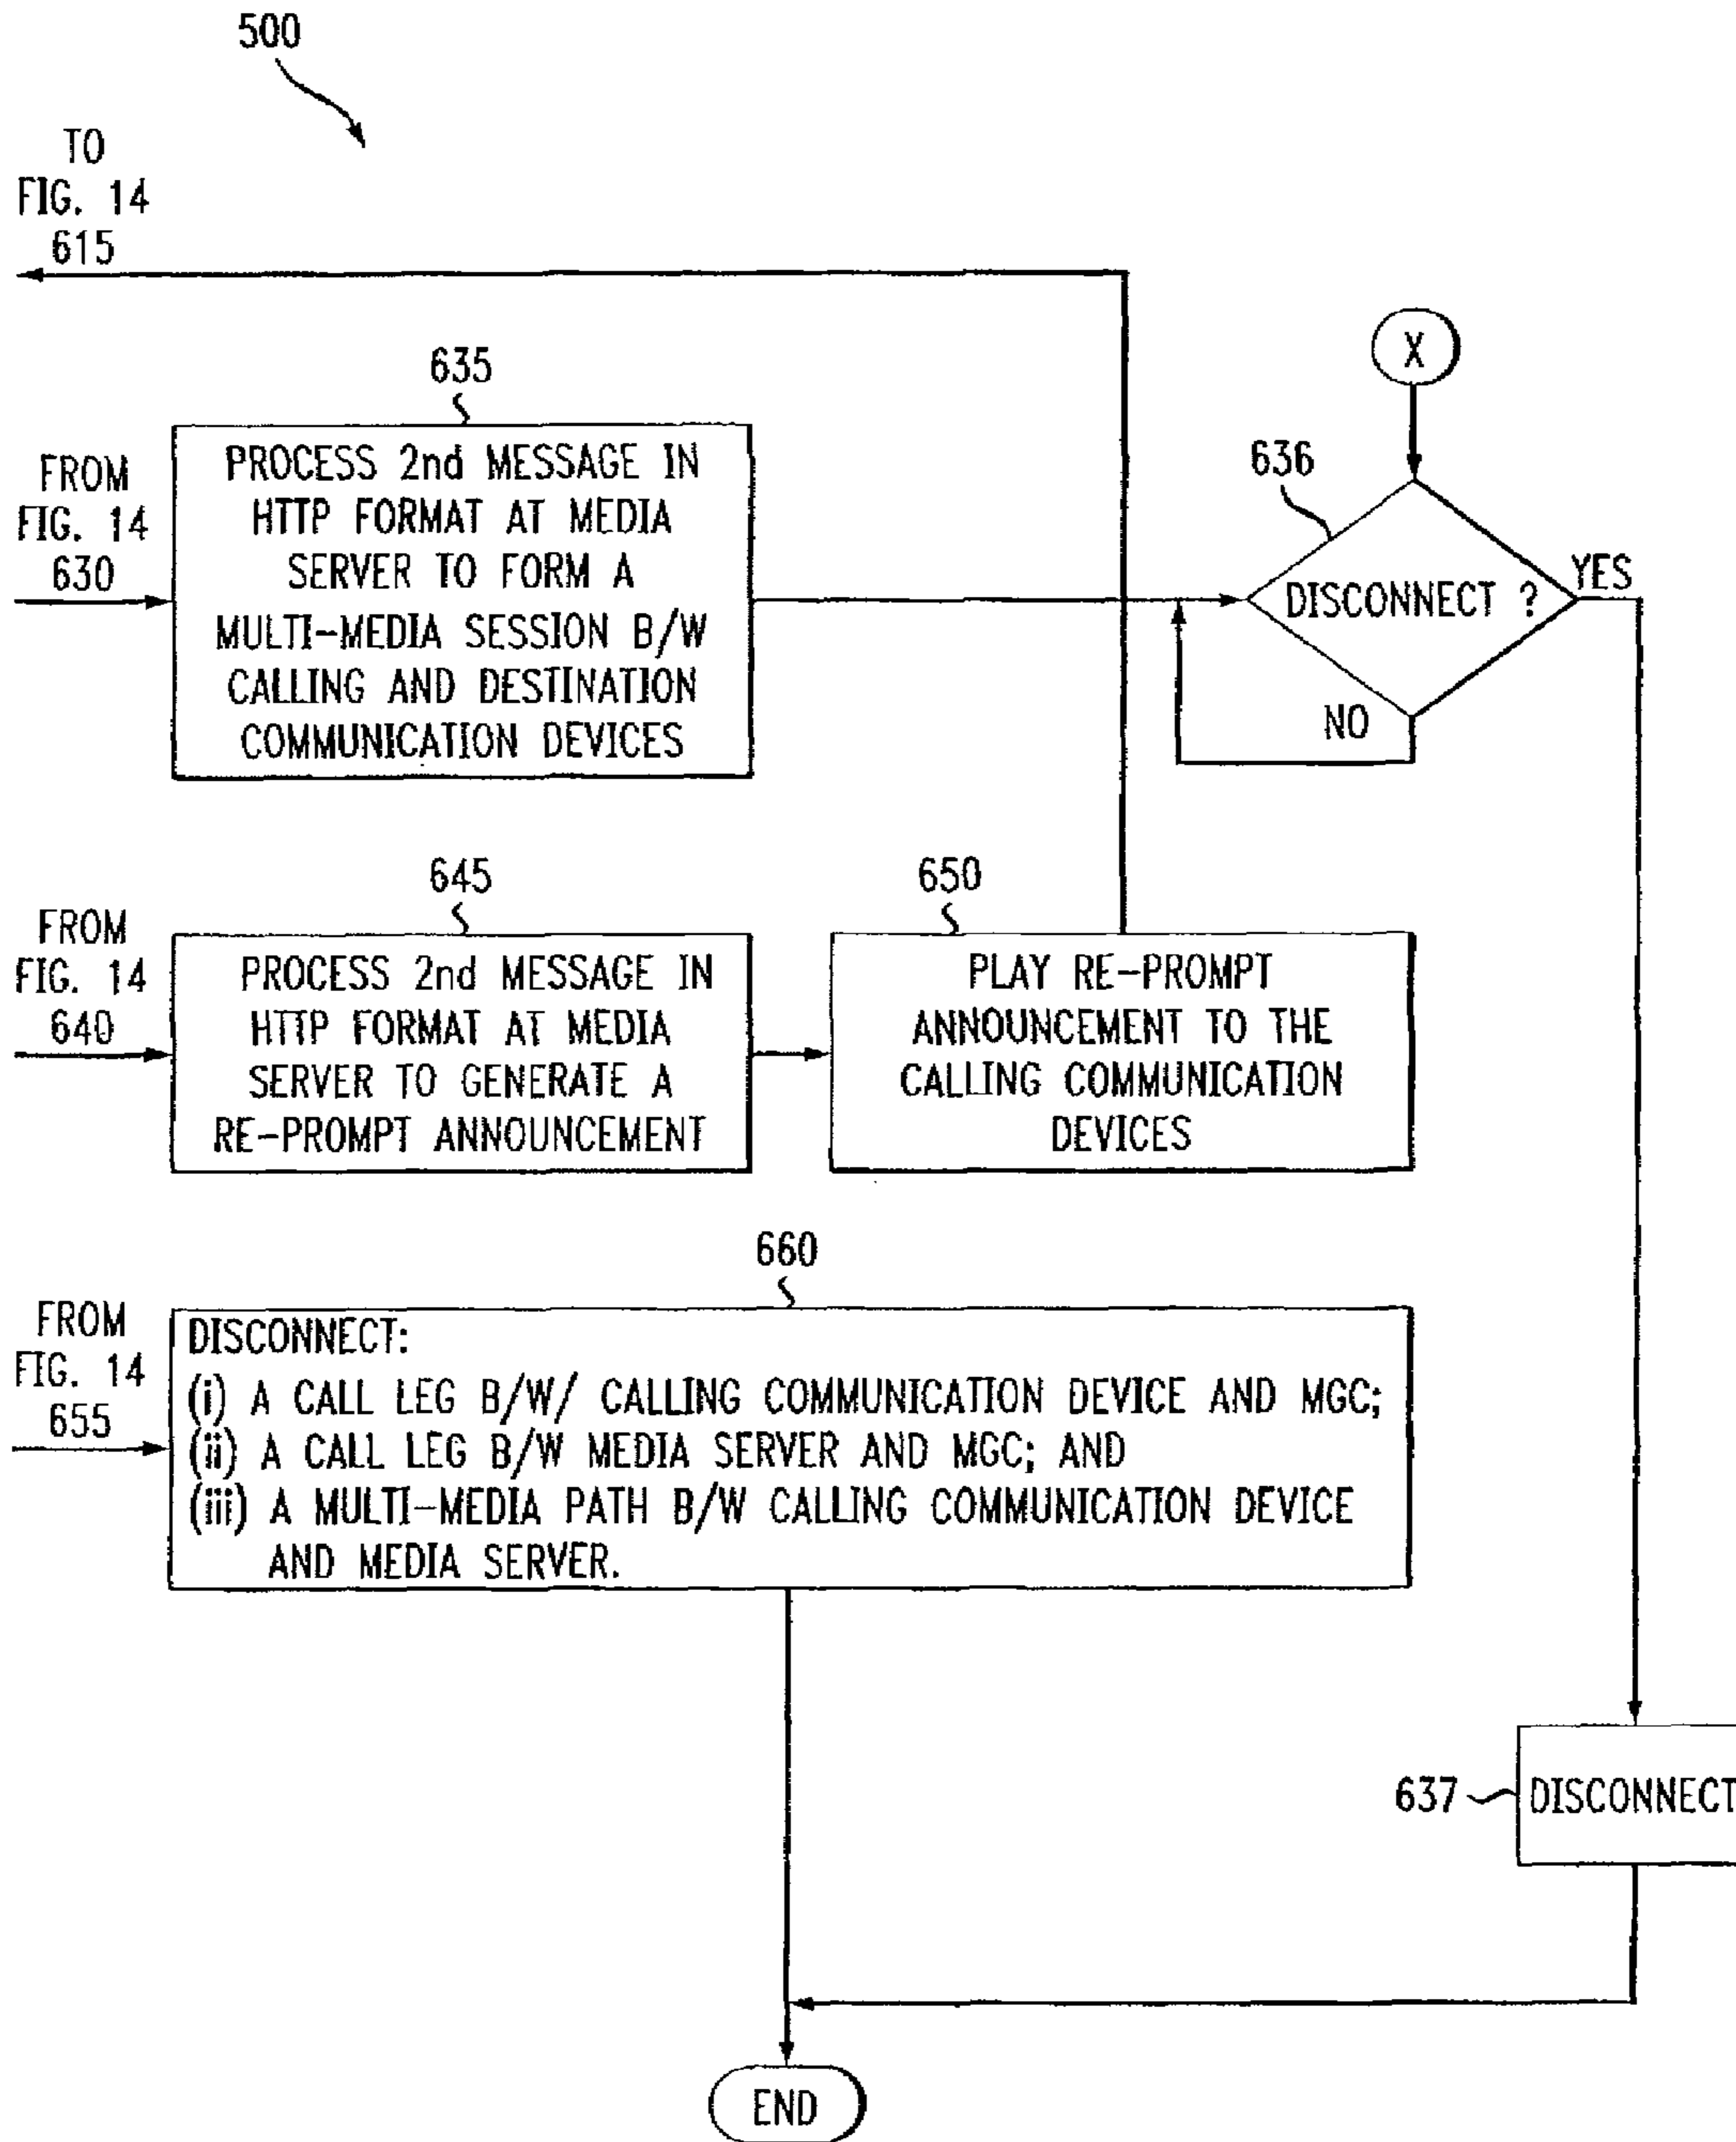 500
TO
FIG. 14
615
X
635
FROM
FIG. 14
630
PROCESS 2nd MESSAGE IN
HTTP FORMAT AT MEDIA
SERVER TO FORM A
MULTI-MEDIA SESSION B/W
CALLING AND DESTINATION
COMMUNICATION DEVICES
636
DISCONNECT ?
YES
NO
645
650
FROM
FIG. 14
640
PROCESS 2nd MESSAGE IN
HTTP FORMAT AT MEDIA
SERVER TO GENERATE A
RE-PROMPT ANNOUNCEMENT
PLAY RE-PROMPT
ANNOUNCEMENT TO THE
CALLING COMMUNICATION
DEVICES
660
FROM
FIG. 14
655
DISCONNECT:
(i) A CALL LEG B/W/ CALLING COMMUNICATION DEVICE AND MGC;
(ii) A CALL LEG B/W MEDIA SERVER AND MGC; AND
(iii) A MULTI-MEDIA PATH B/W CALLING COMMUNICATION DEVICE
AND MEDIA SERVER.
637
DISCONNECT
END